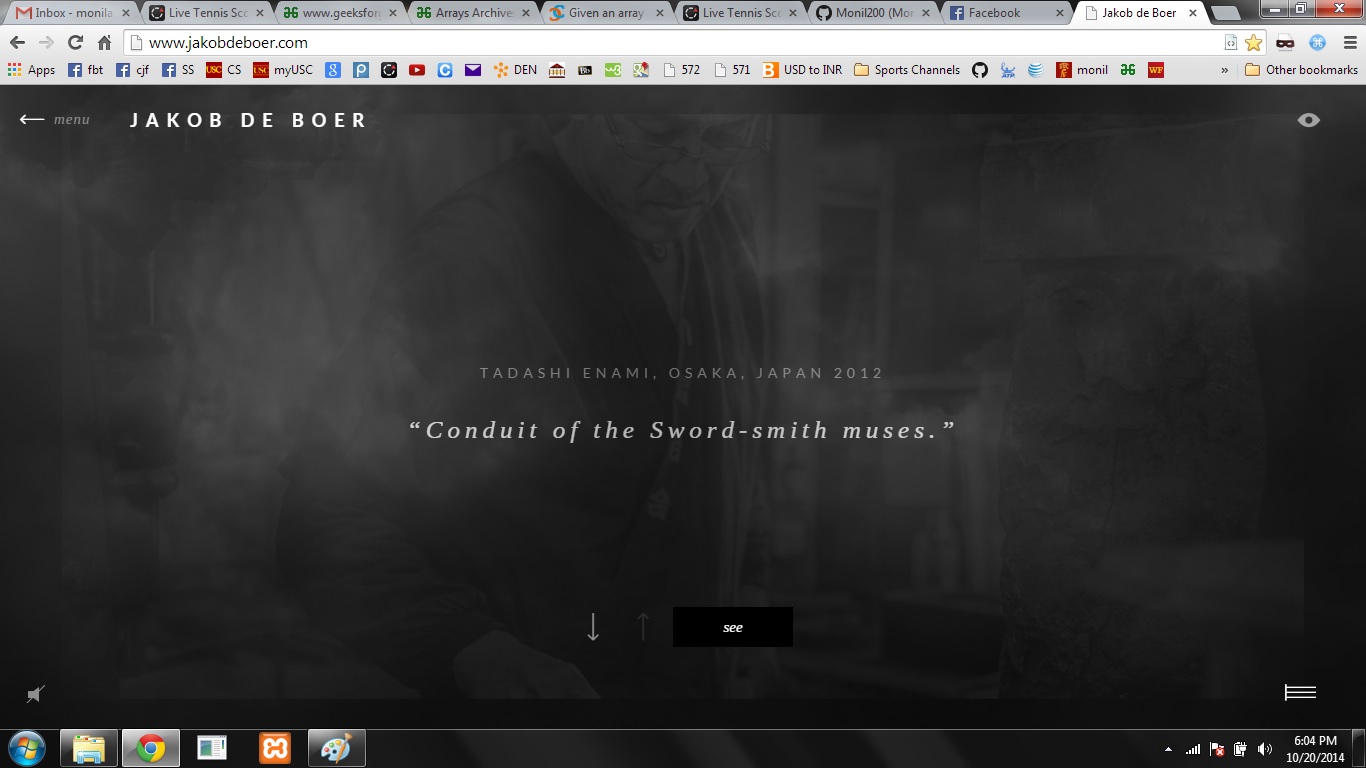 Inbox - monila
Live Tennis Sco
www.geeksforg
Arrays Archive
Given an array
Live Tennis Sco
Monil200 (Mon
Facebook
Jakob de Boer
www.jakobdeboer.com
Apps fbt cjf SS CS myUSC DEN 572 571 USD to INR Sports Channels monil » Other bookmarks
menu JAKOB DE BOER
TADASHI ENAMI, OSAKA, JAPAN 2012
“Conduit of the Sword-smith muses.”
see
6:04 PM
10/20/2014